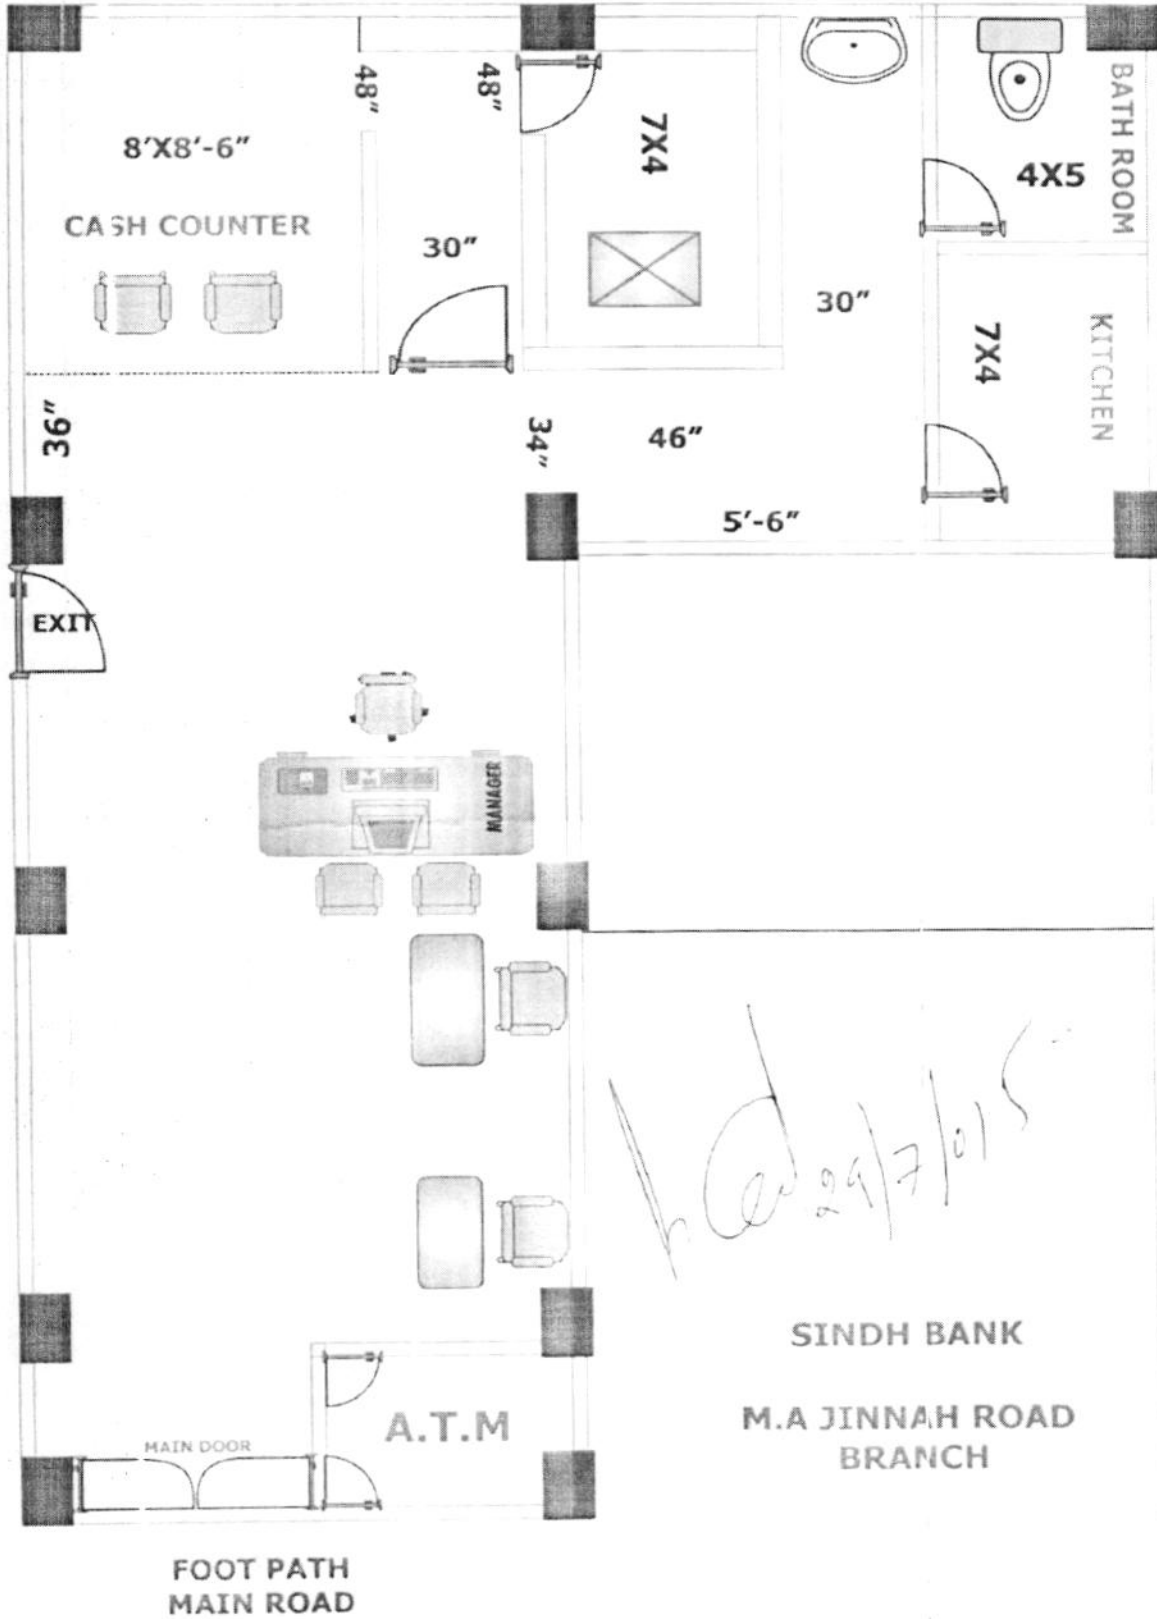 48”
48”
7X4
BATH ROOM
8’X8’-6”
4X5
CASH COUNTER
30”
30”
7X4
KITCHEN
36”
34”
46”
5’-6”
EXIT
MANAGER
29/7/015
SINDH BANK
A.T.M
M.A JINNAH ROAD
BRANCH
MAIN DOOR
FOOT PATH
MAIN ROAD